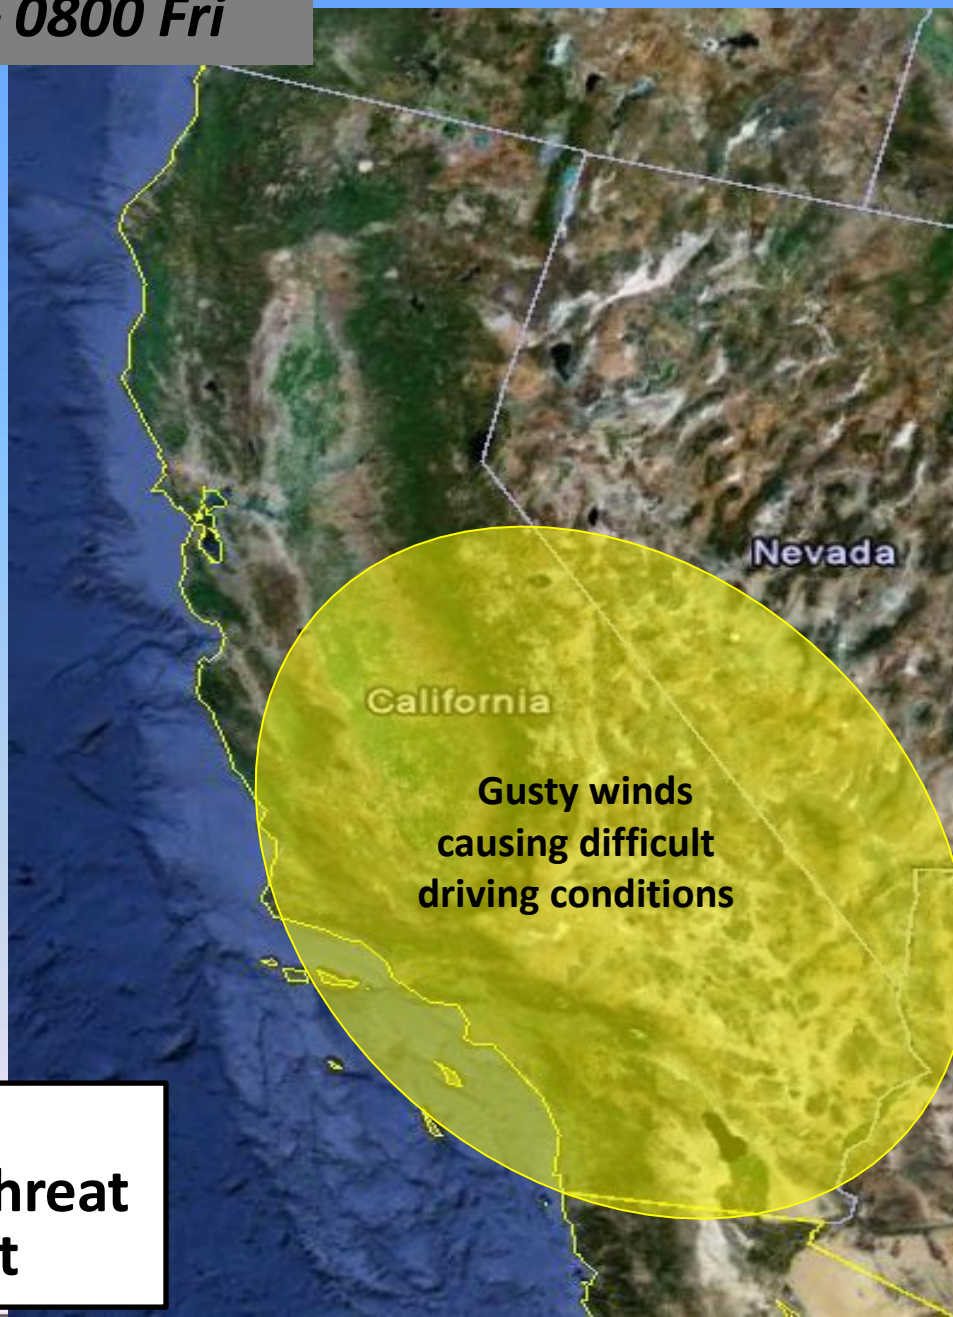 0800 Fri
Nevada
California
Gusty winds
causing difficult
driving conditions
hreat
t